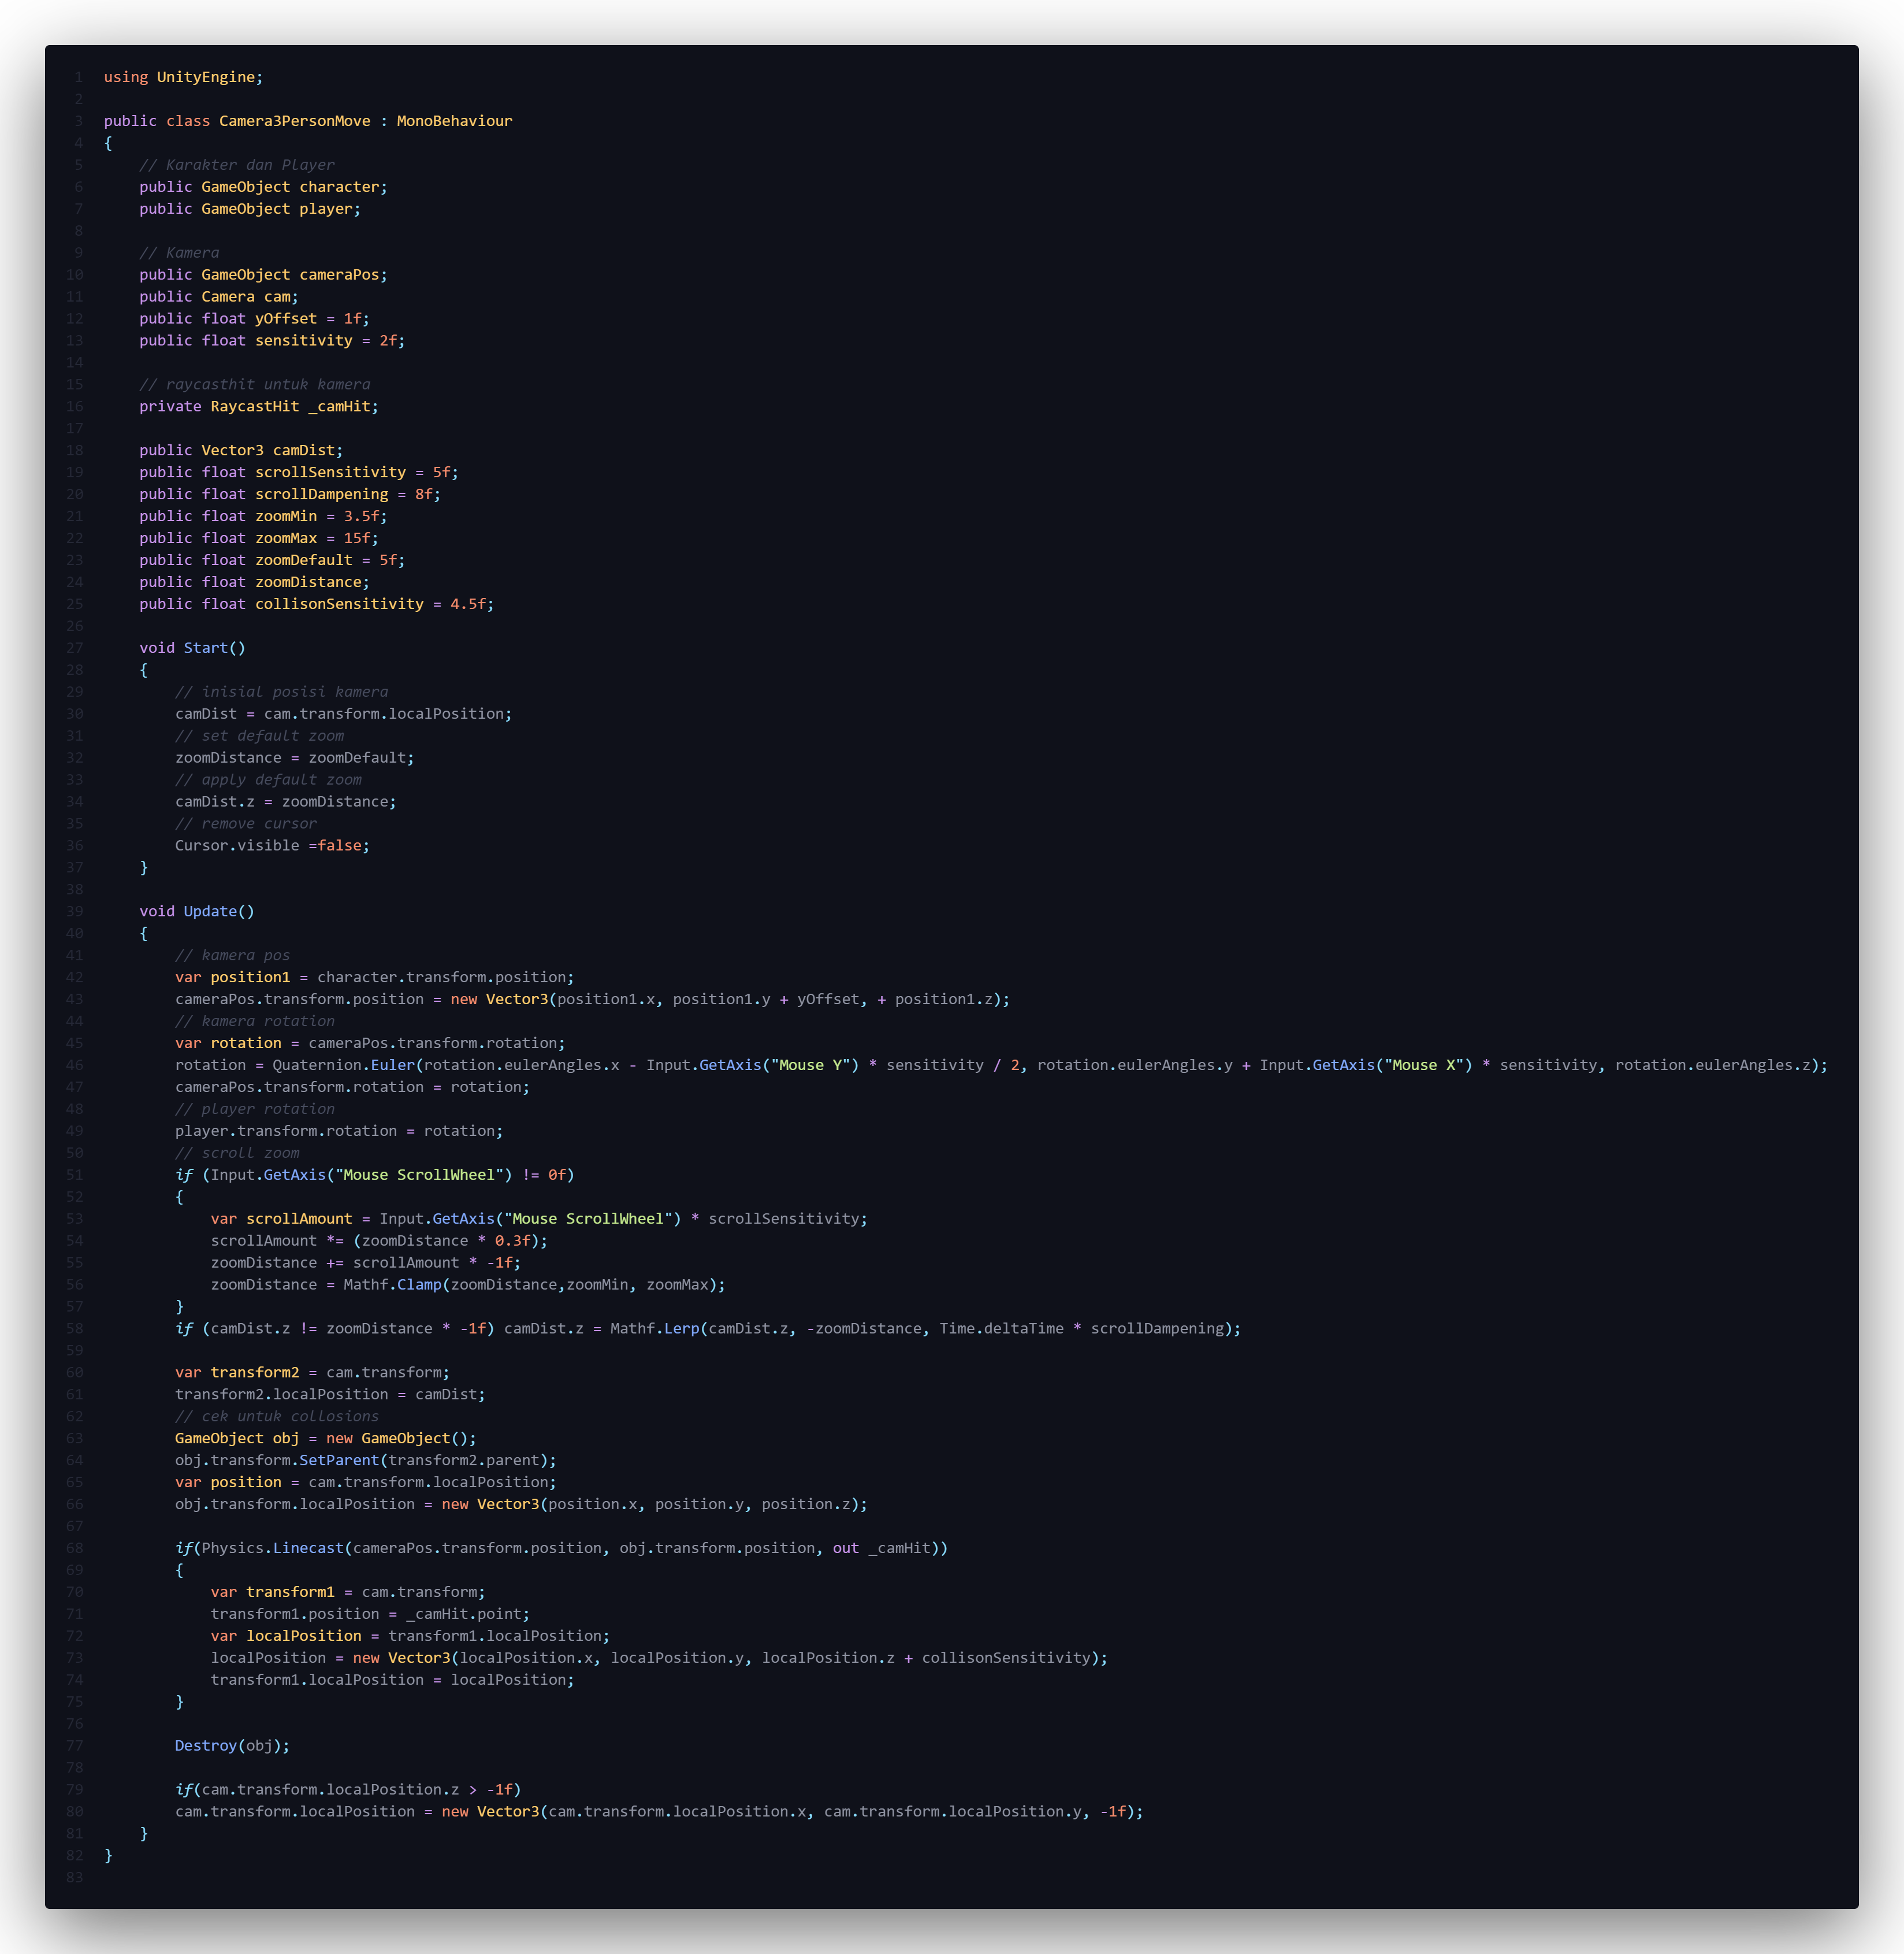 1 using UnityEngine;
2
3 public class Camera3PersonMove : MonoBehaviour
4 {
5     // Karakter dan Player
6     public GameObject character;
7     public GameObject player;
8
9     // Kamera
10     public GameObject cameraPos;
11     public Camera cam;
12     public float yOffset = 1f;
13     public float sensitivity = 2f;
14
15     // raycasthit untuk kamera
16     private RaycastHit _camHit;
17
18     public Vector3 camDist;
19     public float scrollSensitivity = 5f;
20     public float scrollDampening = 8f;
21     public float zoomMin = 3.5f;
22     public float zoomMax = 15f;
23     public float zoomDefault = 5f;
24     public float zoomDistance;
25     public float collisonSensitivity = 4.5f;
26
27     void Start()
28     {
29         // inisial posisi kamera
30         camDist = cam.transform.localPosition;
31         // set default zoom
32         zoomDistance = zoomDefault;
33         // apply default zoom
34         camDist.z = zoomDistance;
35         // remove cursor
36         Cursor.visible =false;
37     }
38
39     void Update()
40     {
41         // kamera pos
42         var position1 = character.transform.position;
43         cameraPos.transform.position = new Vector3(position1.x, position1.y + yOffset, + position1.z);
44         // kamera rotation
45         var rotation = cameraPos.transform.rotation;
46         rotation = Quaternion.Euler(rotation.eulerAngles.x - Input.GetAxis("Mouse Y") * sensitivity / 2, rotation.eulerAngles.y + Input.GetAxis("Mouse X") * sensitivity, rotation.eulerAngles.z);
47         cameraPos.transform.rotation = rotation;
48         // player rotation
49         player.transform.rotation = rotation;
50         // scroll zoom
51         if (Input.GetAxis("Mouse ScrollWheel") != 0f)
52         {
53             var scrollAmount = Input.GetAxis("Mouse ScrollWheel") * scrollSensitivity;
54             scrollAmount *= (zoomDistance * 0.3f);
55             zoomDistance += scrollAmount * -1f;
56             zoomDistance = Mathf.Clamp(zoomDistance,zoomMin, zoomMax);
57         }
58         if (camDist.z != zoomDistance * -1f) camDist.z = Mathf.Lerp(camDist.z, -zoomDistance, Time.deltaTime * scrollDampening);
59
60         var transform2 = cam.transform;
61         transform2.localPosition = camDist;
62         // cek untuk collosions
63         GameObject obj = new GameObject();
64         obj.transform.SetParent(transform2.parent);
65         var position = cam.transform.localPosition;
66         obj.transform.localPosition = new Vector3(position.x, position.y, position.z);
67
68         if(Physics.Linecast(cameraPos.transform.position, obj.transform.position, out _camHit))
69         {
70             var transform1 = cam.transform;
71             transform1.position = _camHit.point;
72             var localPosition = transform1.localPosition;
73             localPosition = new Vector3(localPosition.x, localPosition.y, localPosition.z + collisonSensitivity);
74             transform1.localPosition = localPosition;
75         }
76
77         Destroy(obj);
78
79         if(cam.transform.localPosition.z > -1f)
80         cam.transform.localPosition = new Vector3(cam.transform.localPosition.x, cam.transform.localPosition.y, -1f);
81     }
82 }
83